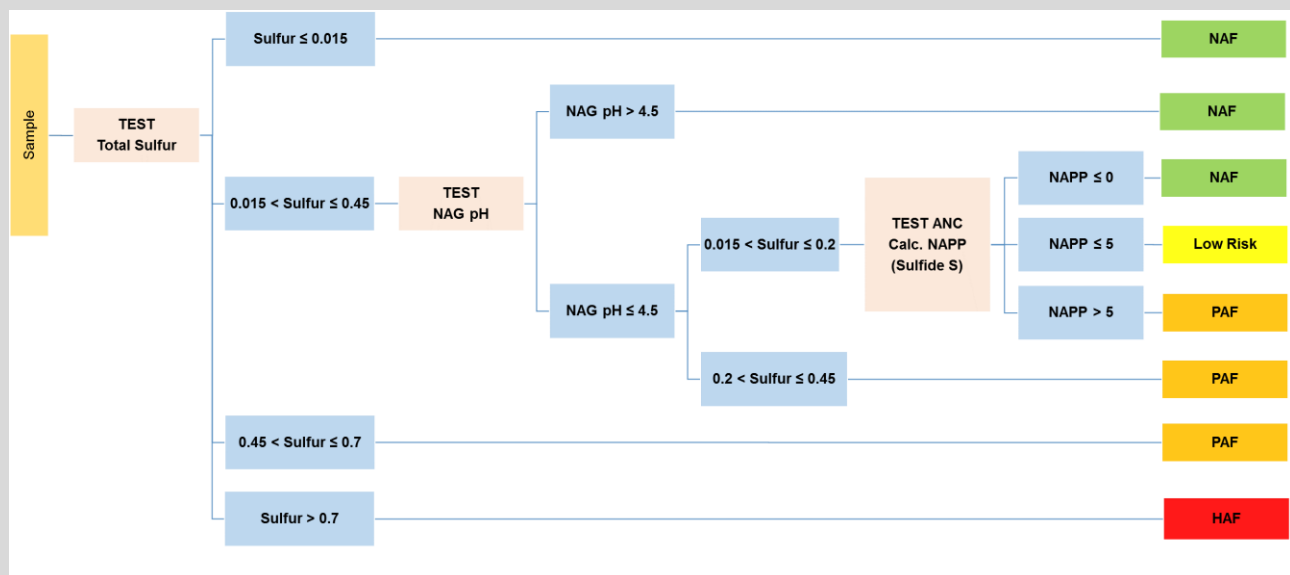 Sample
TEST
Total Sulfur
Sulfur ≤ 0.015
NAF
NAG pH > 4.5
NAF
0.015 < Sulfur ≤ 0.45
TEST
NAG pH
NAG pH ≤ 4.5
0.015 < Sulfur ≤ 0.2
TEST ANC
Calc. NAPP
(Sulfide S)
NAPP ≤ 0
NAF
NAPP ≤ 5
Low Risk
NAPP > 5
PAF
0.2 < Sulfur ≤ 0.45
PAF
0.45 < Sulfur ≤ 0.7
PAF
Sulfur > 0.7
HAF